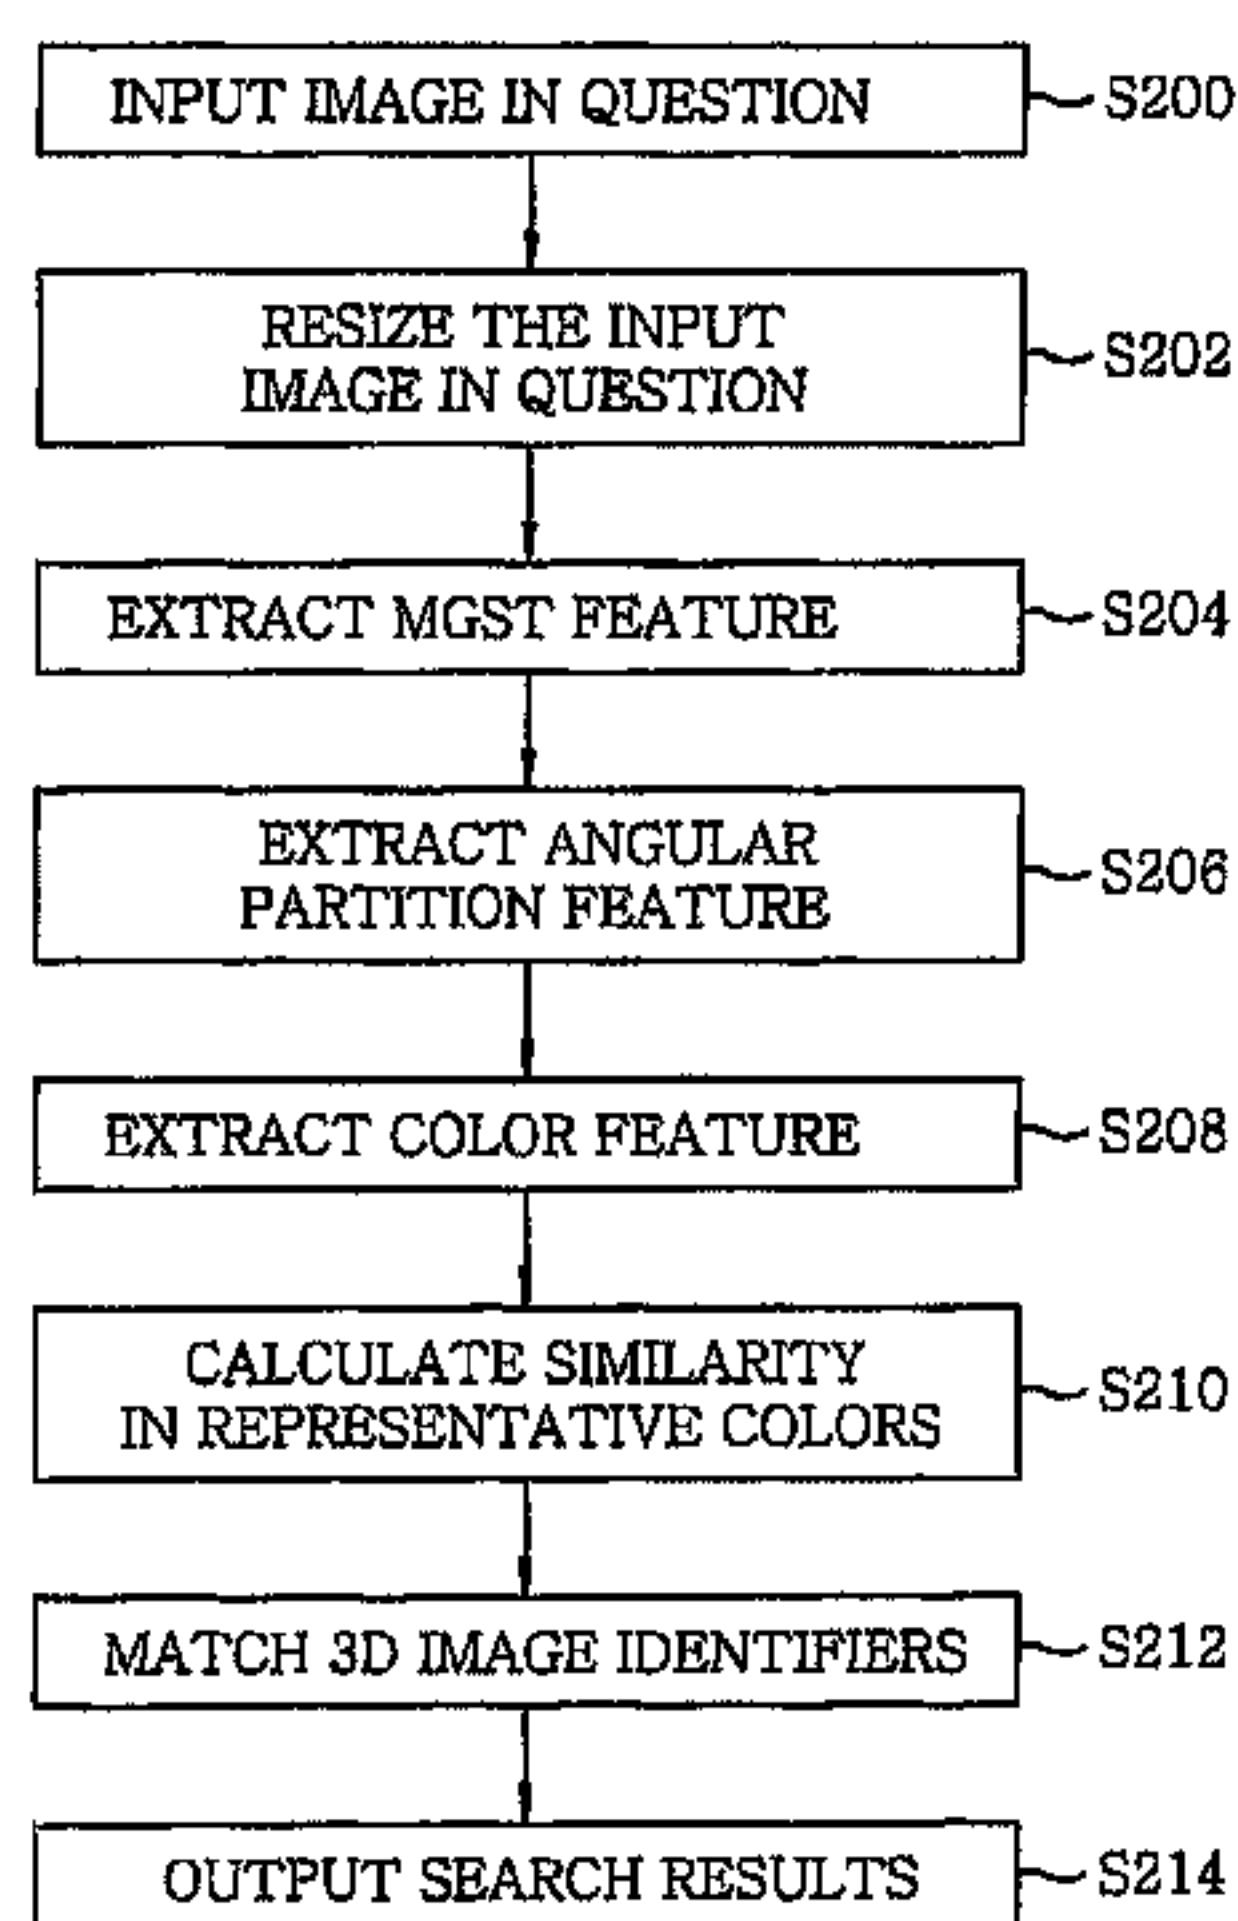 INPUT IMAGE IN QUESTION
S200
RESIZE THE INPUT
IMAGE IN QUESTION
S202
EXTRACT MGST FEATURE
S204
EXTRACT ANGULAR
PARTITION FEATURE
S206
EXTRACT COLOR FEATURE
S208
CALCULATE SIMILARITY
IN REPRESENTATIVE COLORS
S210
MATCH 3D IMAGE IDENTIFIERS
S212
OUTPUT SEARCH RESULTS
S214